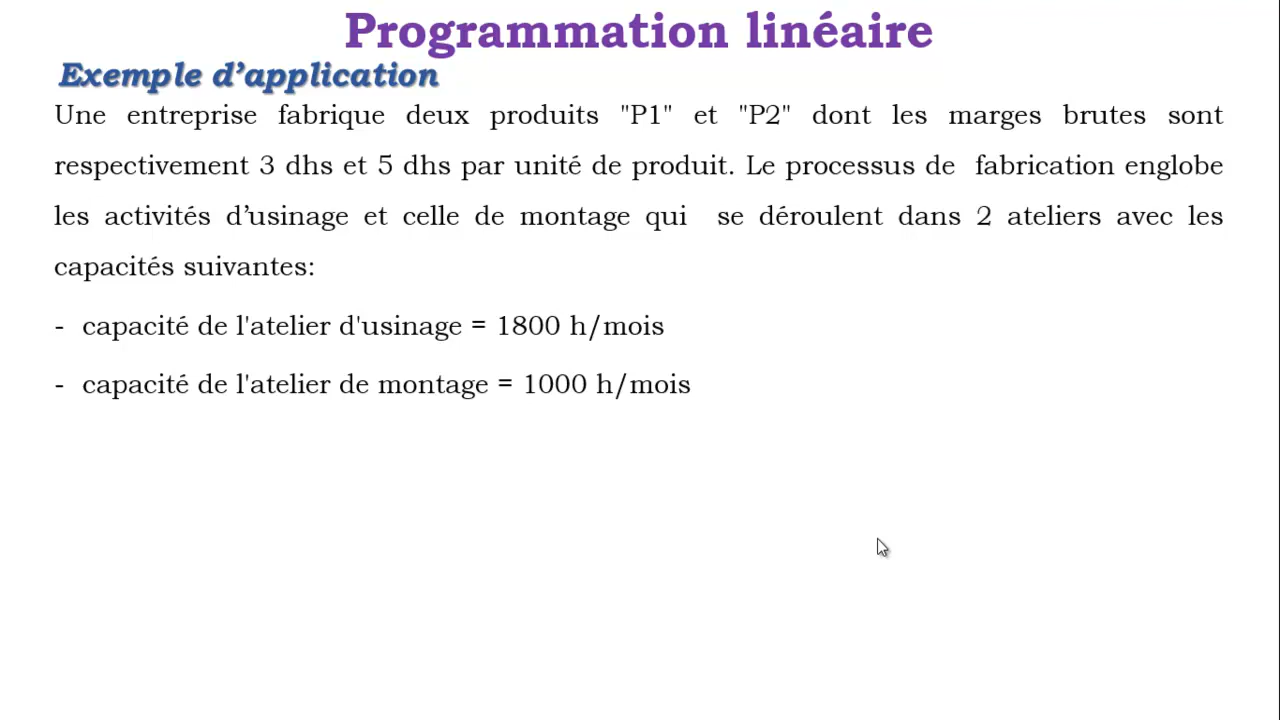 Programmation linéaire
Exemple d’application
Une entreprise fabrique deux produits "P1" et "P2" dont les marges brutes sont
respectivement 3 dhs et 5 dhs par unité de produit. Le processus de fabrication englobe
les activités d’usinage et celle de montage qui se déroulent dans 2 ateliers avec les
capacités suivantes:
- capacité de l'atelier d'usinage = 1800 h/mois
- capacité de l'atelier de montage = 1000 h/mois